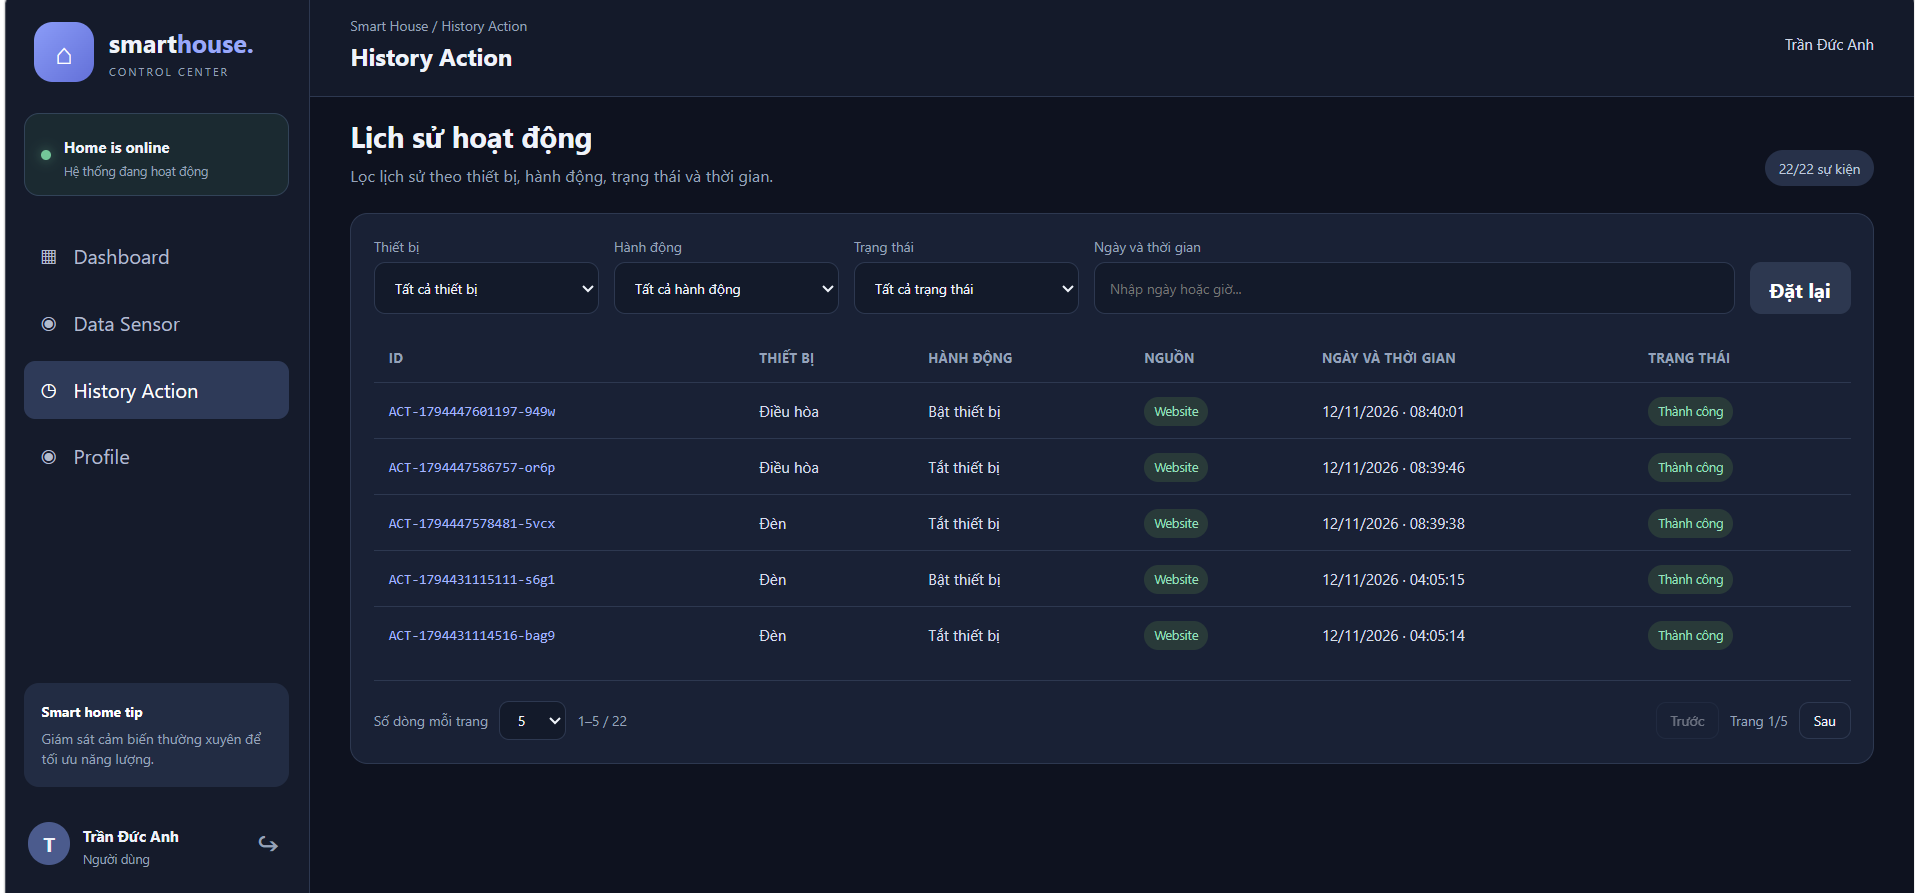 smarthouse.
CONTROL CENTER
Home is online
Hệ thống đang hoạt động
Dashboard
Data Sensor
History Action
Profile
Smart home tip
Giám sát cảm biến thường xuyên để
tối ưu năng lượng.
T
Trần Đức Anh
Người dùng
Smart House / History Action
History Action
Trần Đức Anh
Lịch sử hoạt động
Lọc lịch sử theo thiết bị, hành động, trạng thái và thời gian.
22/22 sự kiện
Thiết bị Hành động Trạng thái Ngày và thời gian
Tất cả thiết bị Tất cả hành động Tất cả trạng thái Nhập ngày hoặc giờ... Đặt lại
ID THIẾT BỊ HÀNH ĐỘNG NGUỒN NGÀY VÀ THỜI GIAN TRẠNG THÁI
ACT-1794447601197-949w Điều hòa Bật thiết bị Website 12/11/2026 · 08:40:01 Thành công
ACT-1794447586757-or6p Điều hòa Tắt thiết bị Website 12/11/2026 · 08:39:46 Thành công
ACT-1794447578481-5vcx Đèn Tắt thiết bị Website 12/11/2026 · 08:39:38 Thành công
ACT-1794431115111-s6g1 Đèn Bật thiết bị Website 12/11/2026 · 04:05:15 Thành công
ACT-1794431114516-bag9 Đèn Tắt thiết bị Website 12/11/2026 · 04:05:14 Thành công
Số dòng mỗi trang 5 1–5 / 22 Trước Trang 1/5 Sau